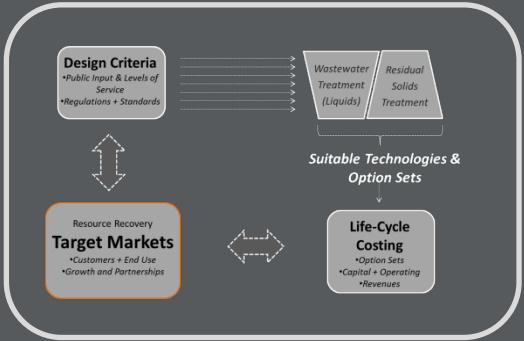 Design Criteria
•Public Input & Levels of
Service
•Regulations + Standards
Wastewater
Treatment
(Liquids)
Residual
Solids
Treatment
Suitable Technologies &
Option Sets
Resource Recovery
Target Markets
•Customers + End Use
•Growth and Partnerships
Life-Cycle
Costing
•Option Sets
•Capital + Operating
•Revenues